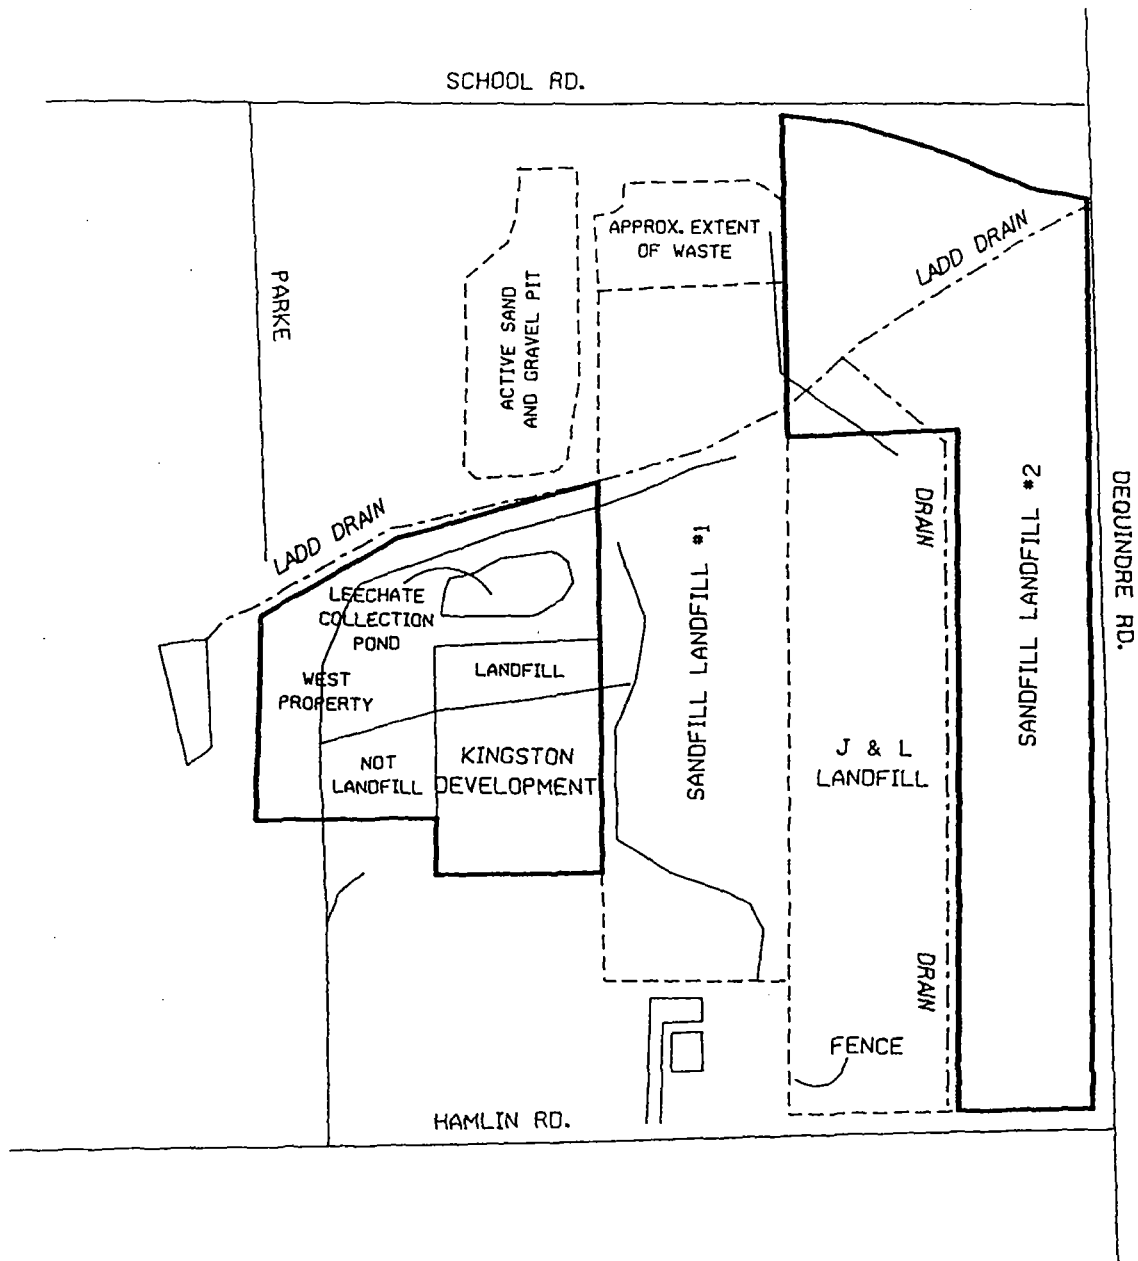 SCHOOL RD.
APPROX. EXTENT
OF WASTE
LADD DRAIN
PARKE
ACTIVE SAND
AND GRAVEL PIT
LADD DRAIN
DRAIN
SANDFILL LANDFILL #2
DEQUINDRE RD.
SANDFILL LANDFILL #1
LEECHATE
COLLECTION
POND
LANDFILL
WEST
PROPERTY
NOT
LANDFILL
KINGSTON
DEVELOPMENT
J & L
LANDFILL
DRAIN
FENCE
HAMLIN RD.